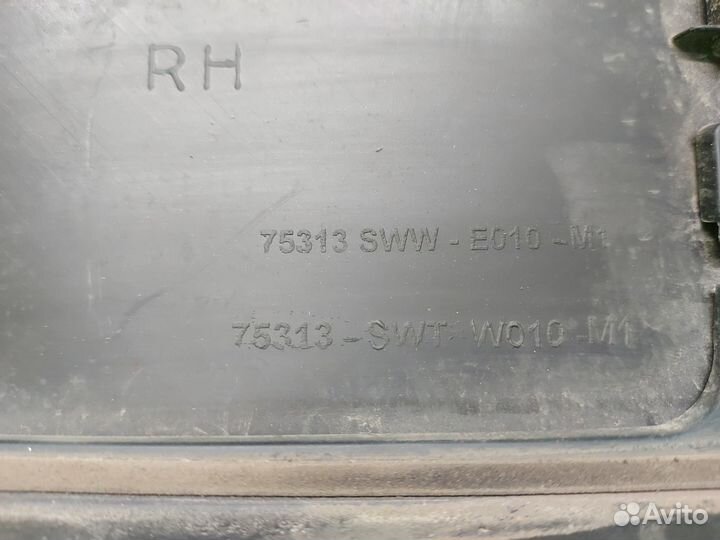 RH
75313 SWW - E010 -M1
75313 - SWT W010 -M1
Avito